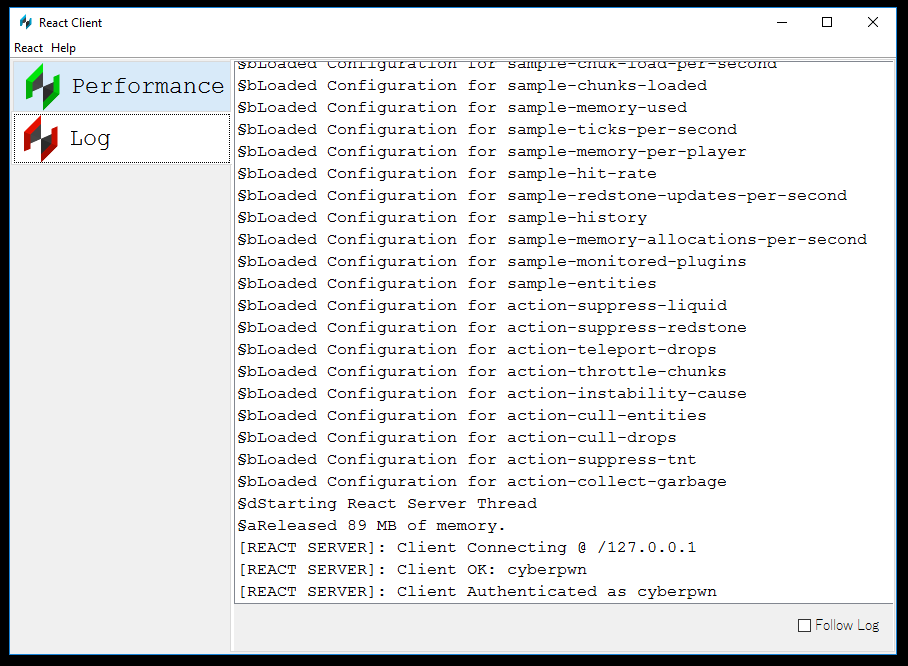 React Client
React Help
Performance
Log
§bLoaded Configuration for sample-chuk-load-per-second
§bLoaded Configuration for sample-chunks-loaded
§bLoaded Configuration for sample-memory-used
§bLoaded Configuration for sample-ticks-per-second
§bLoaded Configuration for sample-memory-per-player
§bLoaded Configuration for sample-hit-rate
§bLoaded Configuration for sample-redstone-updates-per-second
§bLoaded Configuration for sample-history
§bLoaded Configuration for sample-memory-allocations-per-second
§bLoaded Configuration for sample-monitored-plugins
§bLoaded Configuration for sample-entities
§bLoaded Configuration for action-suppress-liquid
§bLoaded Configuration for action-suppress-redstone
§bLoaded Configuration for action-teleport-drops
§bLoaded Configuration for action-throttle-chunks
§bLoaded Configuration for action-instability-cause
§bLoaded Configuration for action-cull-entities
§bLoaded Configuration for action-cull-drops
§bLoaded Configuration for action-suppress-tnt
§bLoaded Configuration for action-collect-garbage
§dStarting React Server Thread
§aReleased 89 MB of memory.
[REACT SERVER]: Client Connecting @ /127.0.0.1
[REACT SERVER]: Client OK: cyberpwn
[REACT SERVER]: Client Authenticated as cyberpwn
Follow Log